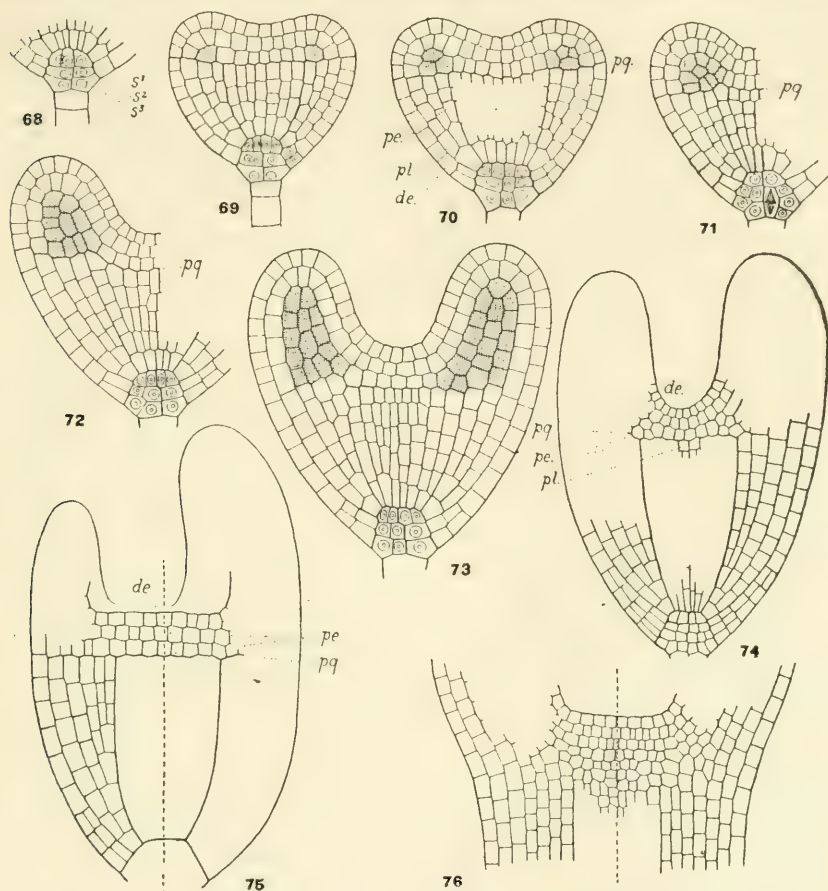 s¹
s²
s³
68
69
pq.
pe.
pl
de.
70
pq
71
pq
72
73
pq
pe.
pl.
de.
74
de
pe
pq
75
76